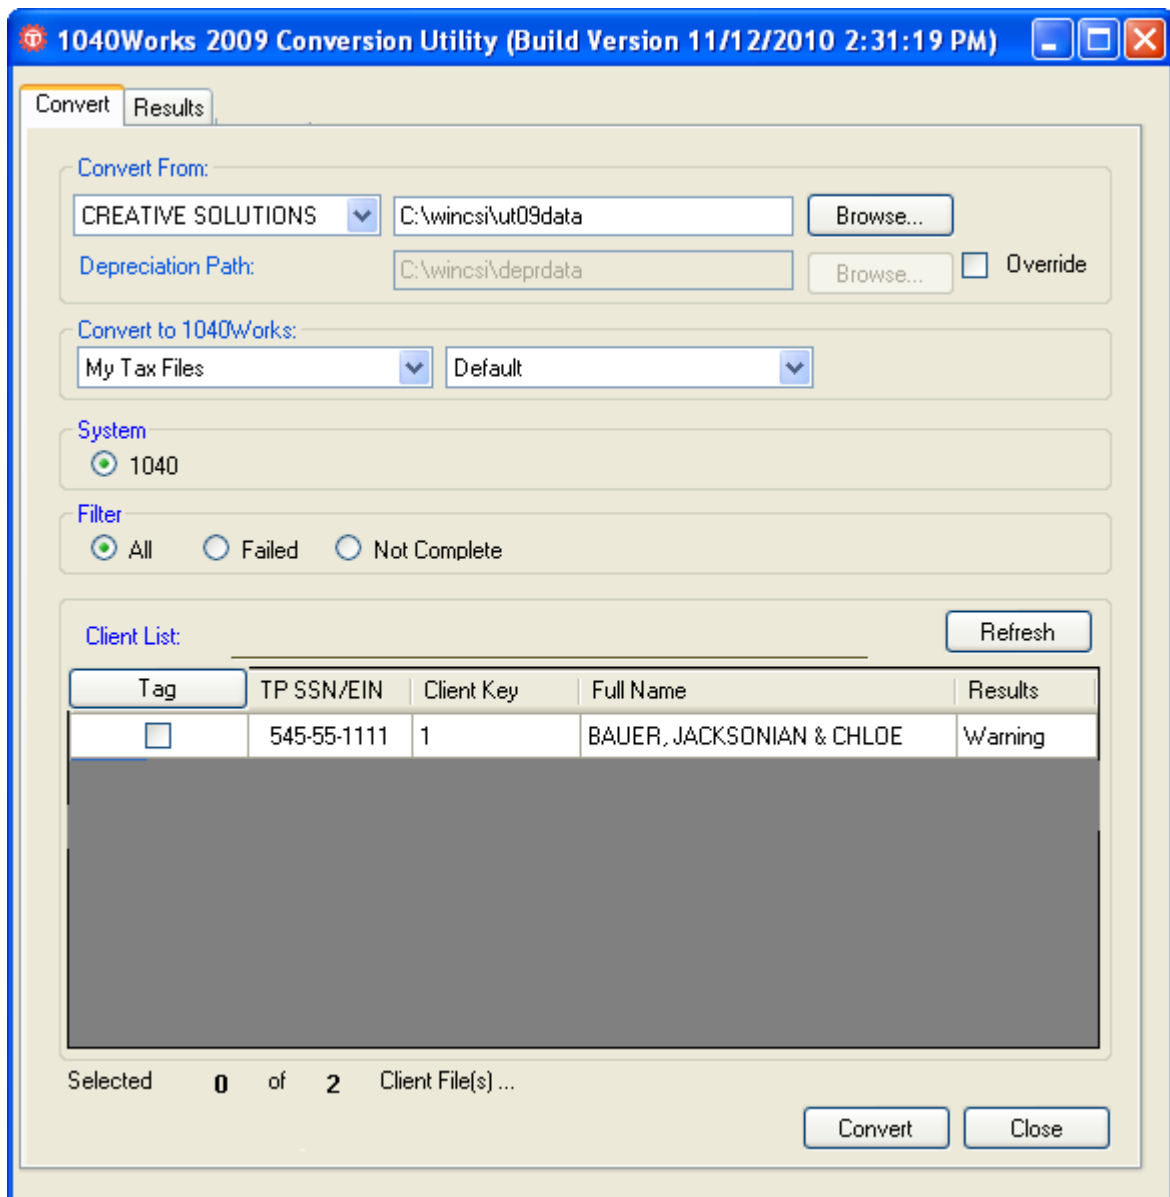 1040Works 2009 Conversion Utility (Build Version 11/12/2010 2:31:19 PM)
Convert Results
Convert From:
CREATIVE SOLUTIONS C:\wincsi\ut09data Browse...
Depreciation Path: C:\wincsi\deprdata Browse... Override
Convert to 1040Works:
My Tax Files Default
System
1040
Filter
All Failed Not Complete
Client List: Refresh
Tag TP SSN/EIN Client Key Full Name Results
545-55-1111 1 BAUER, JACKSONIAN & CHLOE Warning
Selected 0 of 2 Client File(s) ...
Convert Close